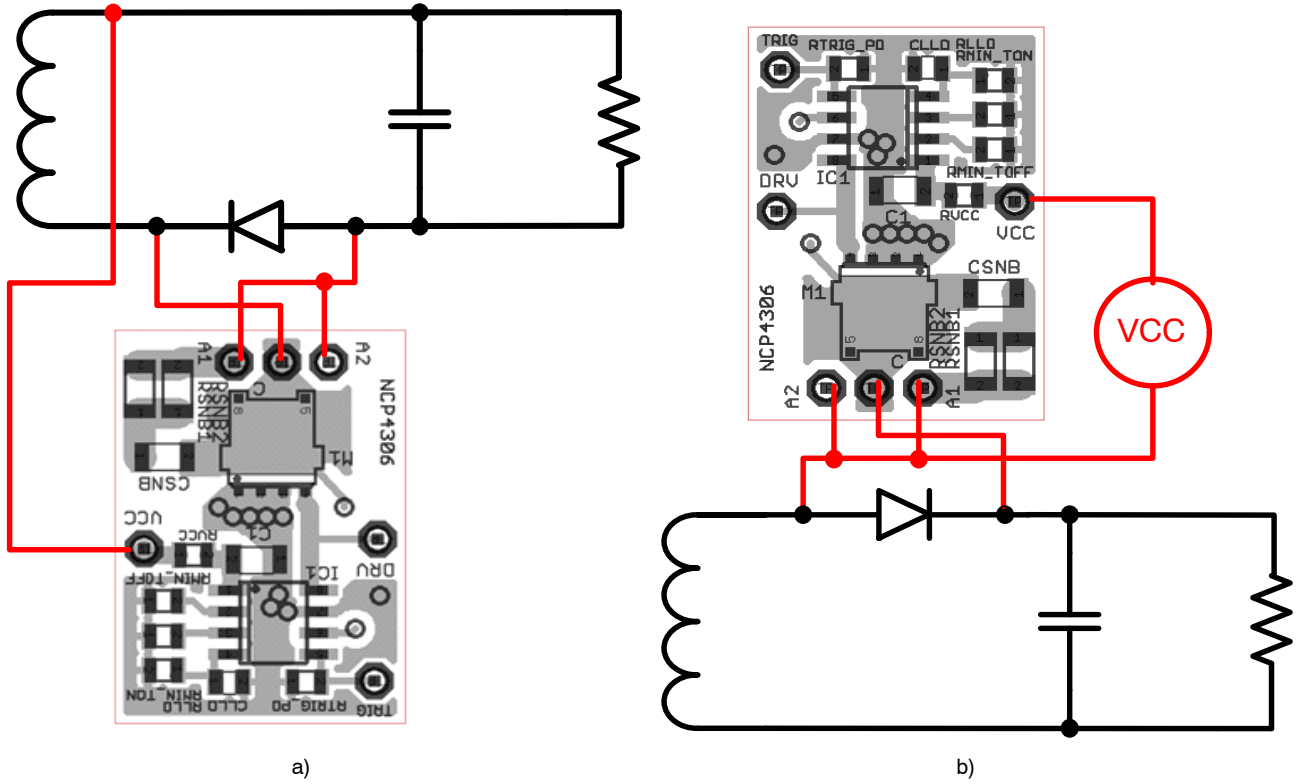 A1
A2
C
RSNB2
RSNB1
NCP4306
CSNB
M1
VCC
RVCC
C1
DRV
RMIN_TOFF
IC1
RMIN_TON
RLLD
CLLD
RTRIG_PD
TRIG
a)
TRIG
RTRIG_PD
CLLD
RLLD
RMIN_TON
DRV
IC1
RMIN_TOFF
C1
RVCC
VCC
CSNB
M1
NCP4306
RSNB2
RSNB1
VCC
C
A2
A1
b)